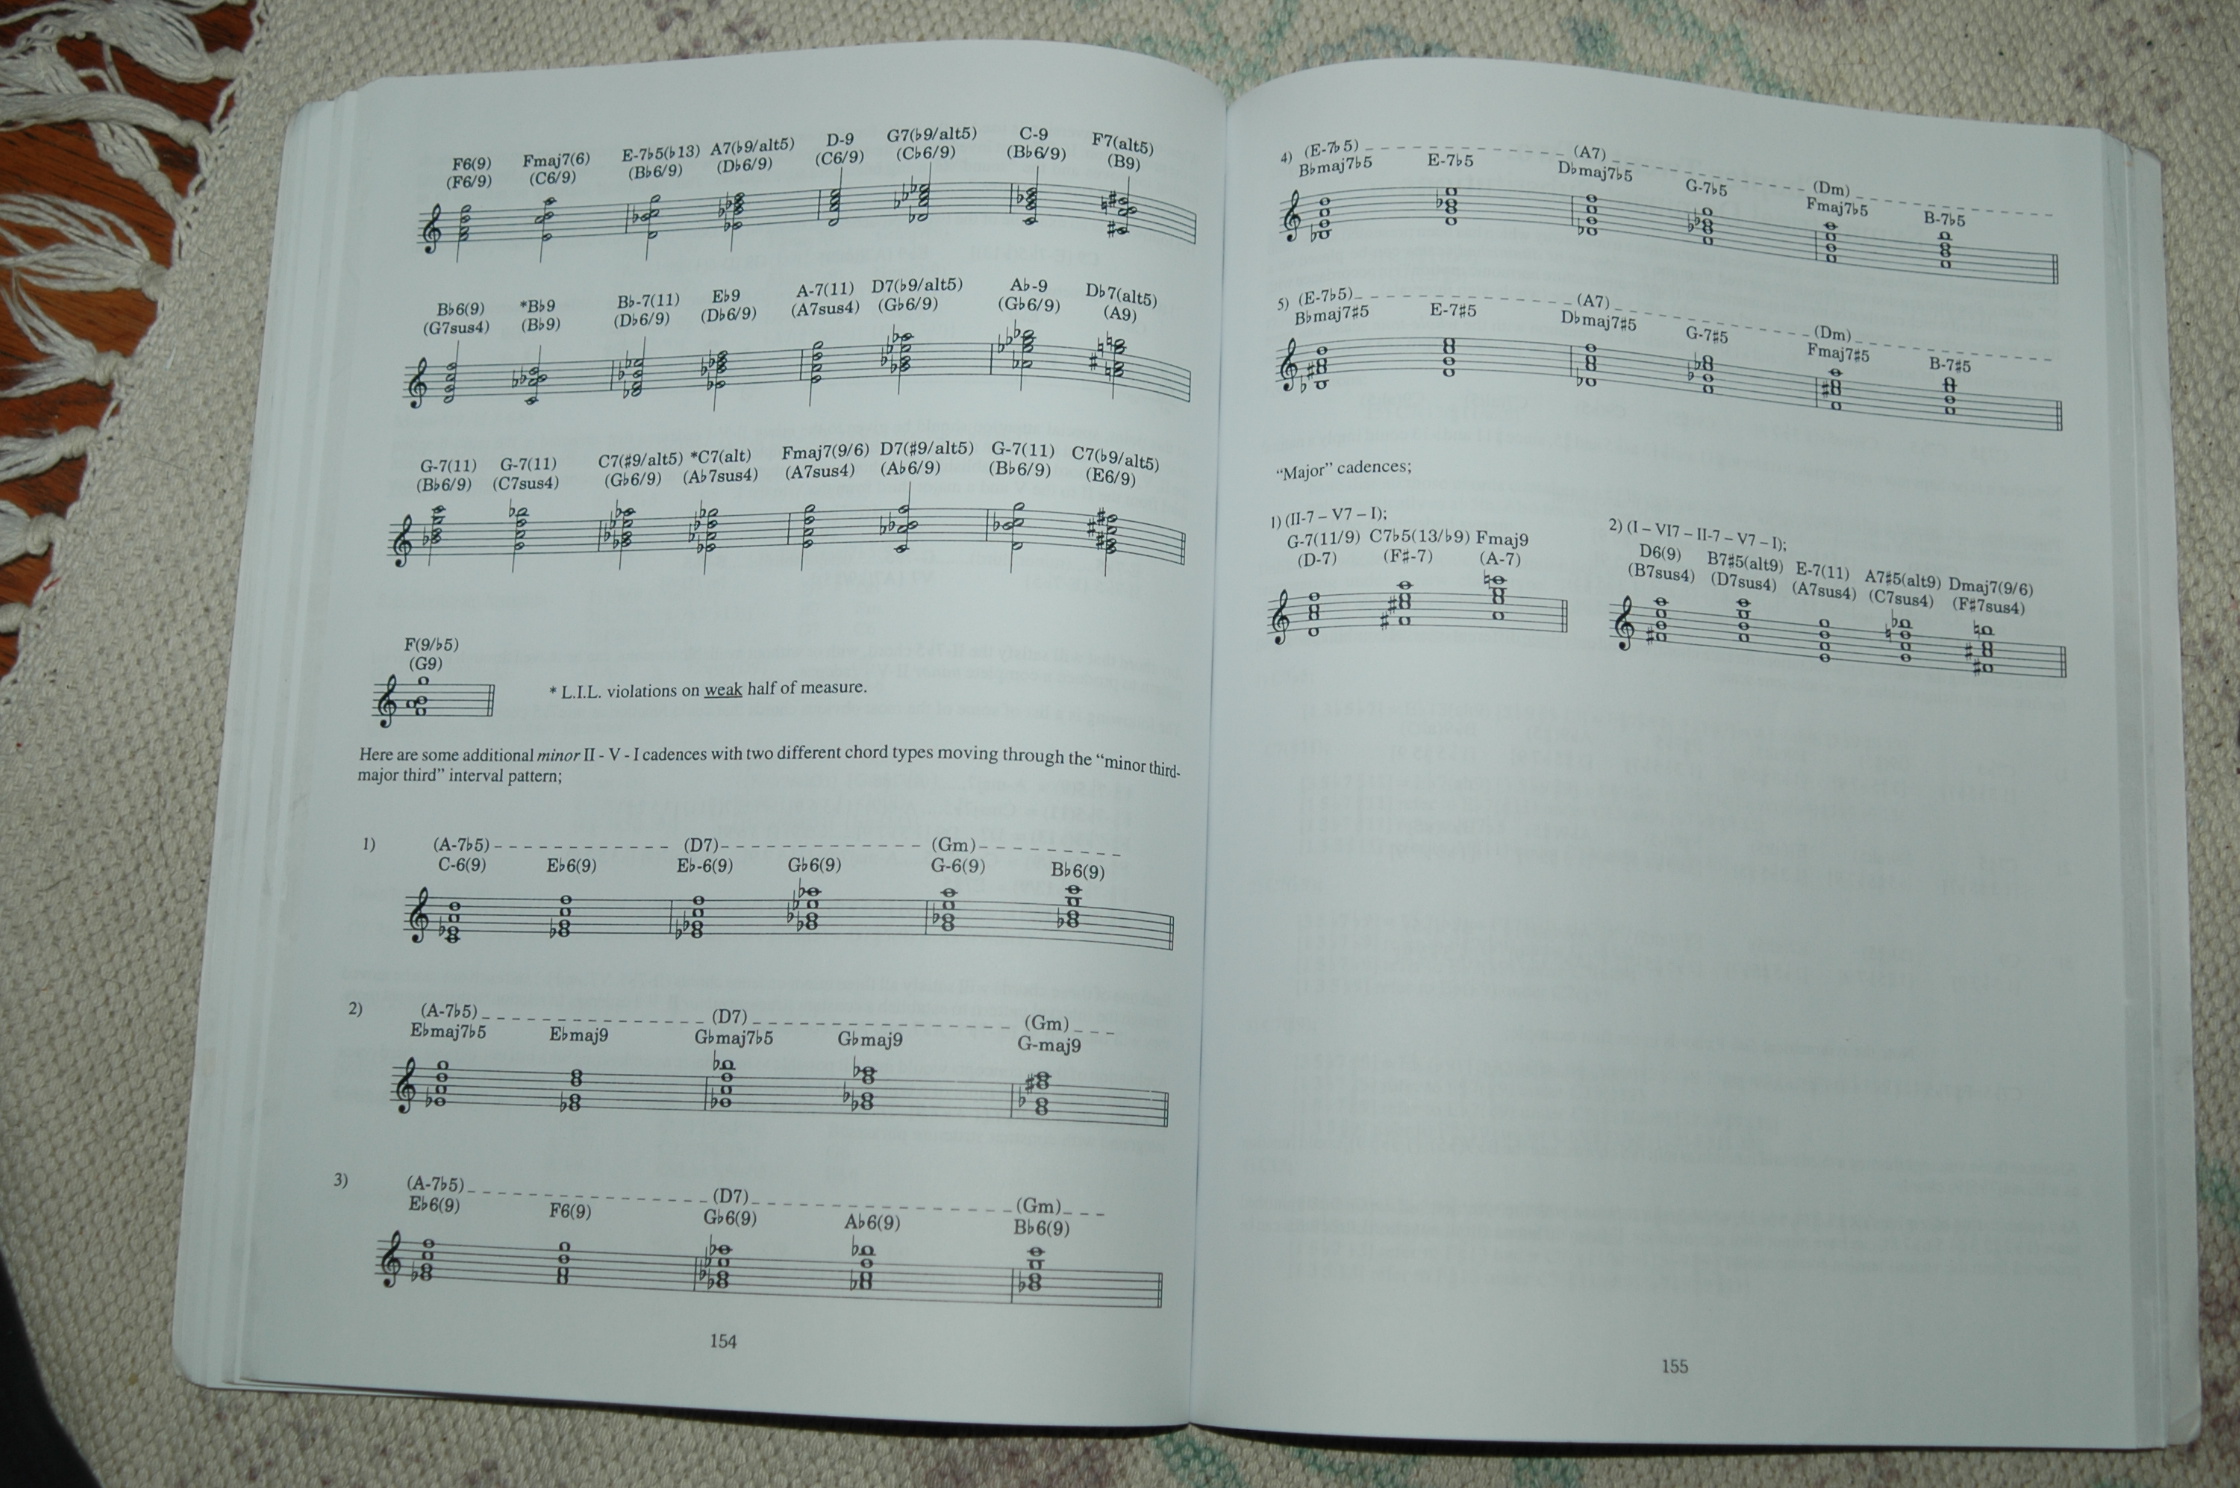 F6(9) Fmaj7(6) E-7♭5(♭13) A7(♭9/alt5) D-9 G7(♭9/alt5) C-9 F7(alt5)
(F6/9) (C6/9) (B♭6/9) (D♭6/9) (C6/9) (C♭6/9) (B♭6/9) (B9)
B♭6(9) *B♭9 B♭-7(11) E♭9 A-7(11) D7(♭9/alt5) A♭-9 D♭7(alt5)
(G7sus4) (B♭9) (D♭6/9) (D♭6/9) (A7sus4) (G♭6/9) (G♭6/9) (A9)
G-7(11) G-7(11) C7(♯9/alt5) *C7(alt) Fmaj7(9/6) D7(♯9/alt5) G-7(11) C7(♭9/alt5)
(B♭6/9) (C7sus4) (G♭6/9) (A♭7sus4) (A7sus4) (A♭6/9) (B♭6/9) (E6/9)
F(9/♭5)
(G9)
* L.I.L. violations on weak half of measure.
Here are some additional minor II - V - I cadences with two different chord types moving through the “minor third-
major third” interval pattern;
1) (A-7♭5) (D7) (Gm)
C-6(9) E♭6(9) E♭-6(9) G♭6(9) G-6(9) B♭6(9)
2) (A-7♭5) (D7) (Gm)
E♭maj7♭5 E♭maj9 G♭maj7♭5 G♭maj9 G-maj9
3) (A-7♭5) (D7) (Gm)
E♭6(9) F6(9) G♭6(9) A♭6(9) B♭6(9)
154
4) (E-7♭5) (A7) (Dm)
B♭maj7♭5 E-7♭5 D♭maj7♭5 G-7♭5 Fmaj7♭5 B-7♭5
5) (E-7♭5) (A7) (Dm)
B♭maj7♯5 E-7♯5 D♭maj7♯5 G-7♯5 Fmaj7♯5 B-7♯5
“Major” cadences;
1) (II-7 – V7 – I);
G-7(11/9) C7♭5(13/♭9) Fmaj9
(D-7) (F♯-7) (A-7)
2) (I – VI7 – II-7 – V7 – I);
D6(9) B7♯5(alt9) E-7(11) A7♯5(alt9) Dmaj7(9/6)
(B7sus4) (D7sus4) (A7sus4) (C7sus4) (F♯7sus4)
155